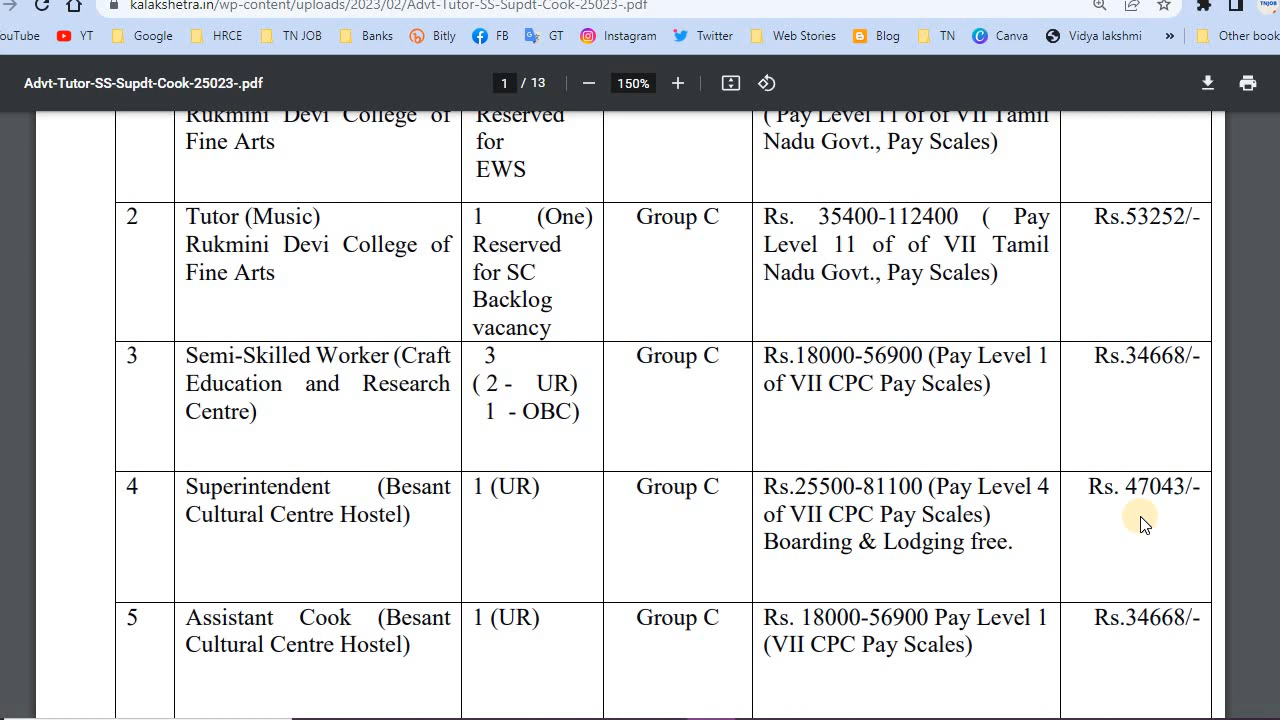 kalakshetra.in/wp-content/uploads/2023/02/Advt-Tutor-SS-Supdt-Cook-25023-.pdf
ouTube YT Google HRCE TN JOB Banks Bitly FB GT Instagram Twitter Web Stories Blog TN Canva Vidya lakshmi » Other book
Advt-Tutor-SS-Supdt-Cook-25023-.pdf 1 / 13 — 150% +
Rukmini Devi College of
Fine Arts
Reserved
for
EWS
( Pay Level 11 of of VII Tamil
Nadu Govt., Pay Scales)
2
Tutor (Music)
Rukmini Devi College of
Fine Arts
1 (One)
Reserved
for SC
Backlog
vacancy
Group C
Rs. 35400-112400 ( Pay
Level 11 of of VII Tamil
Nadu Govt., Pay Scales)
Rs.53252/-
3
Semi-Skilled Worker (Craft
Education and Research
Centre)
3
( 2 - UR)
1 - OBC)
Group C
Rs.18000-56900 (Pay Level 1
of VII CPC Pay Scales)
Rs.34668/-
4
Superintendent (Besant
Cultural Centre Hostel)
1 (UR)
Group C
Rs.25500-81100 (Pay Level 4
of VII CPC Pay Scales)
Boarding & Lodging free.
Rs. 47043/-
5
Assistant Cook (Besant
Cultural Centre Hostel)
1 (UR)
Group C
Rs. 18000-56900 Pay Level 1
(VII CPC Pay Scales)
Rs.34668/-